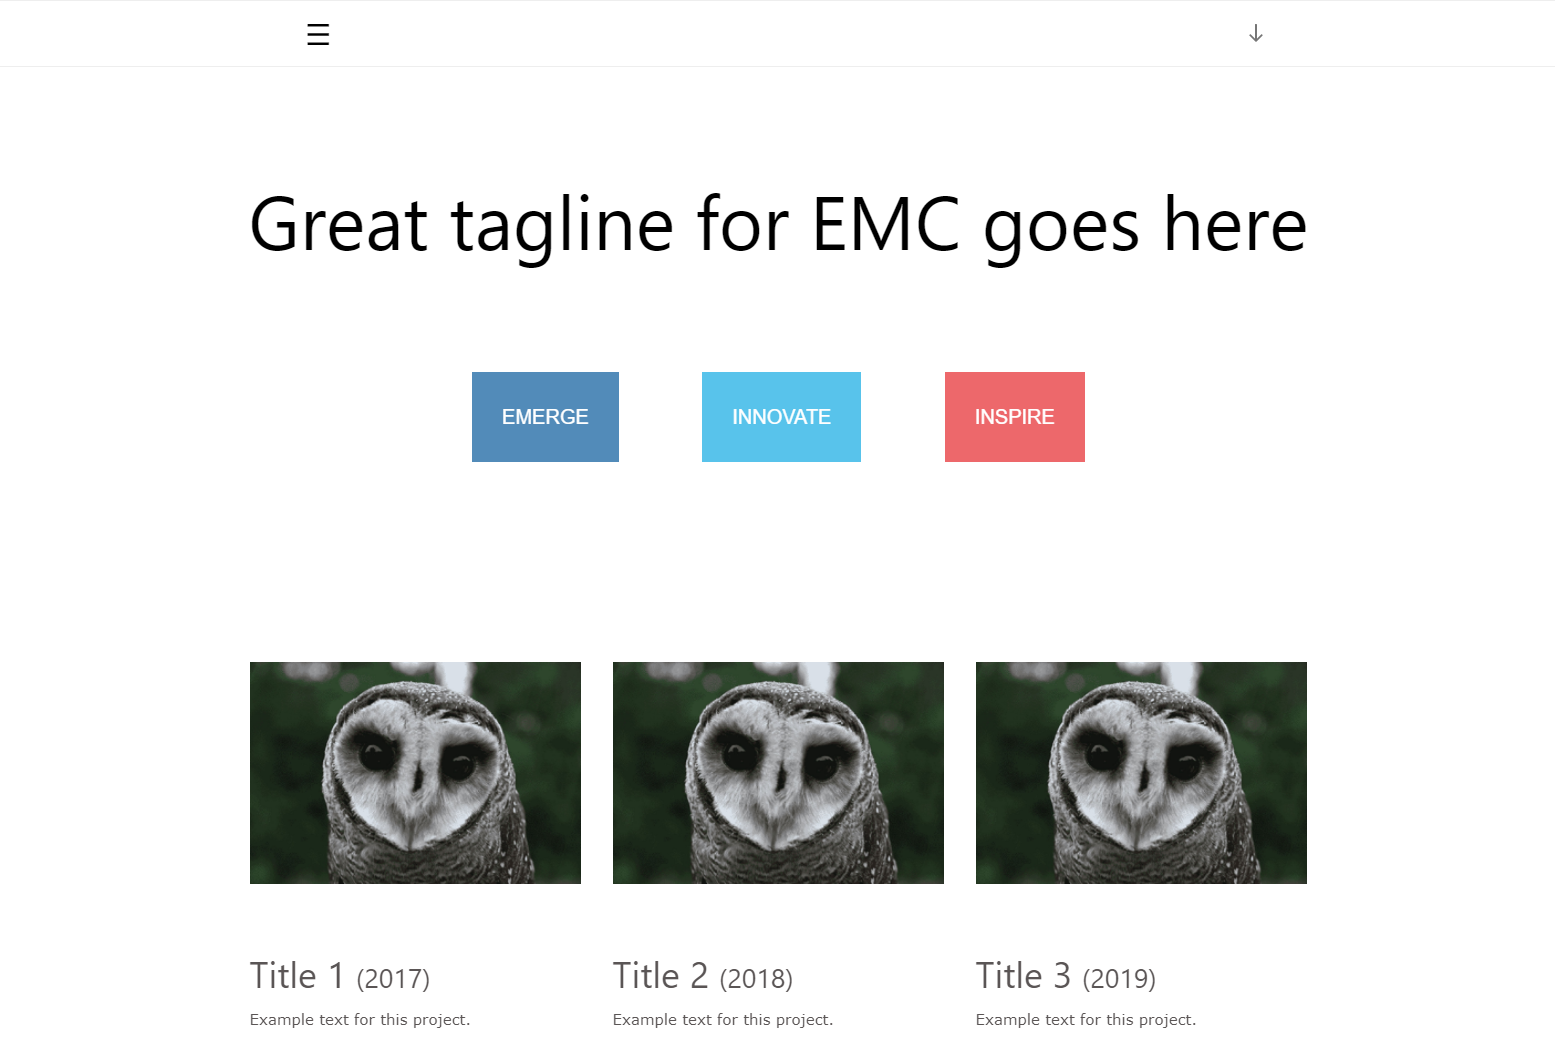 Great tagline for EMC goes here
EMERGE
INNOVATE
INSPIRE
Title 1 (2017)
Example text for this project.
Title 2 (2018)
Example text for this project.
Title 3 (2019)
Example text for this project.